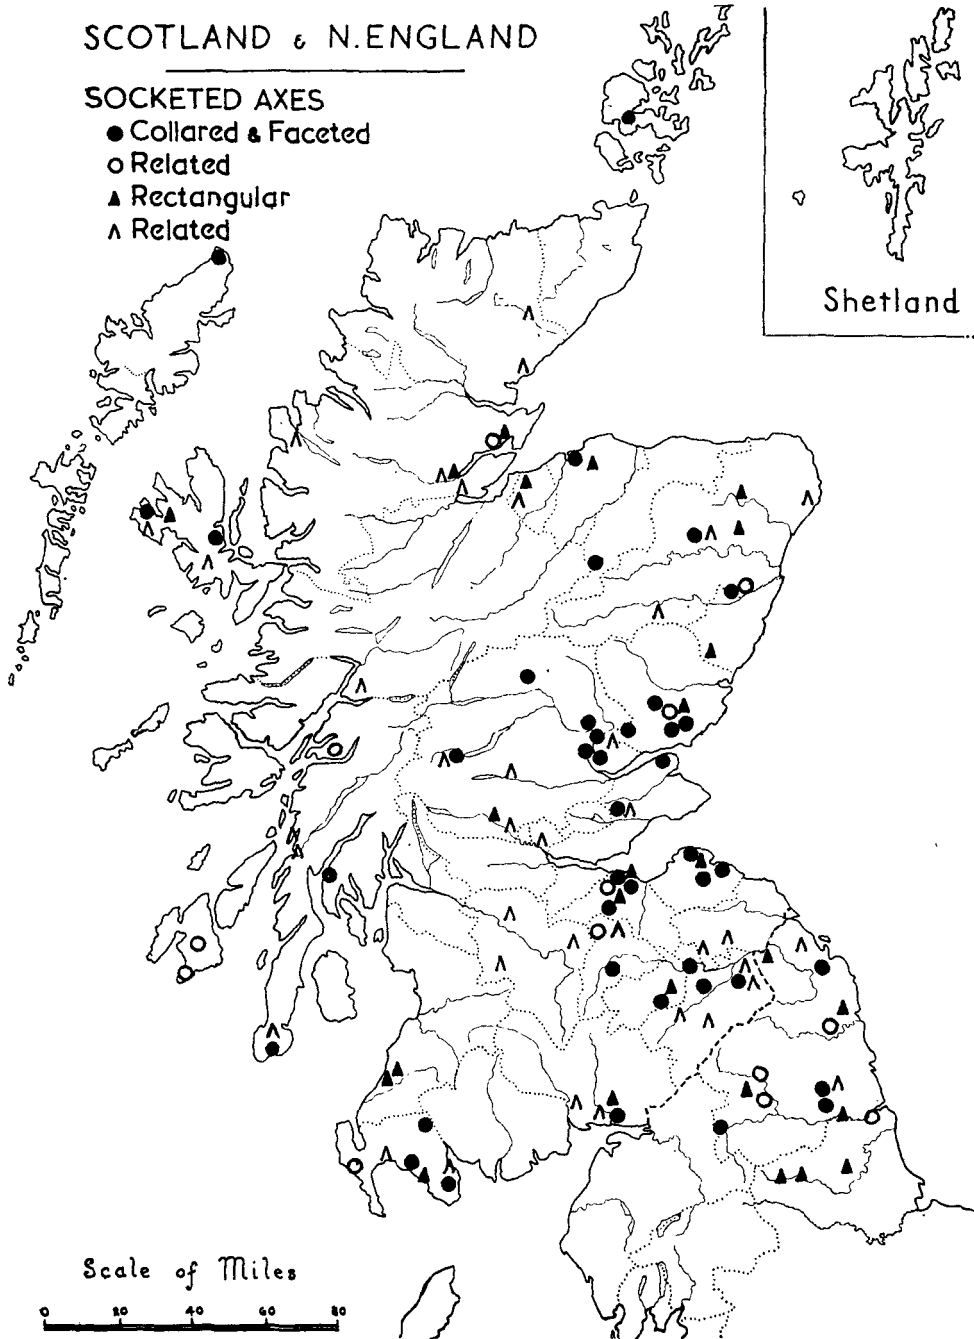 SCOTLAND & N.ENGLAND
SOCKETED AXES
Collared & Faceted
Related
Rectangular
Related
Shetland
Scale of Miles
0 20 40 60 80